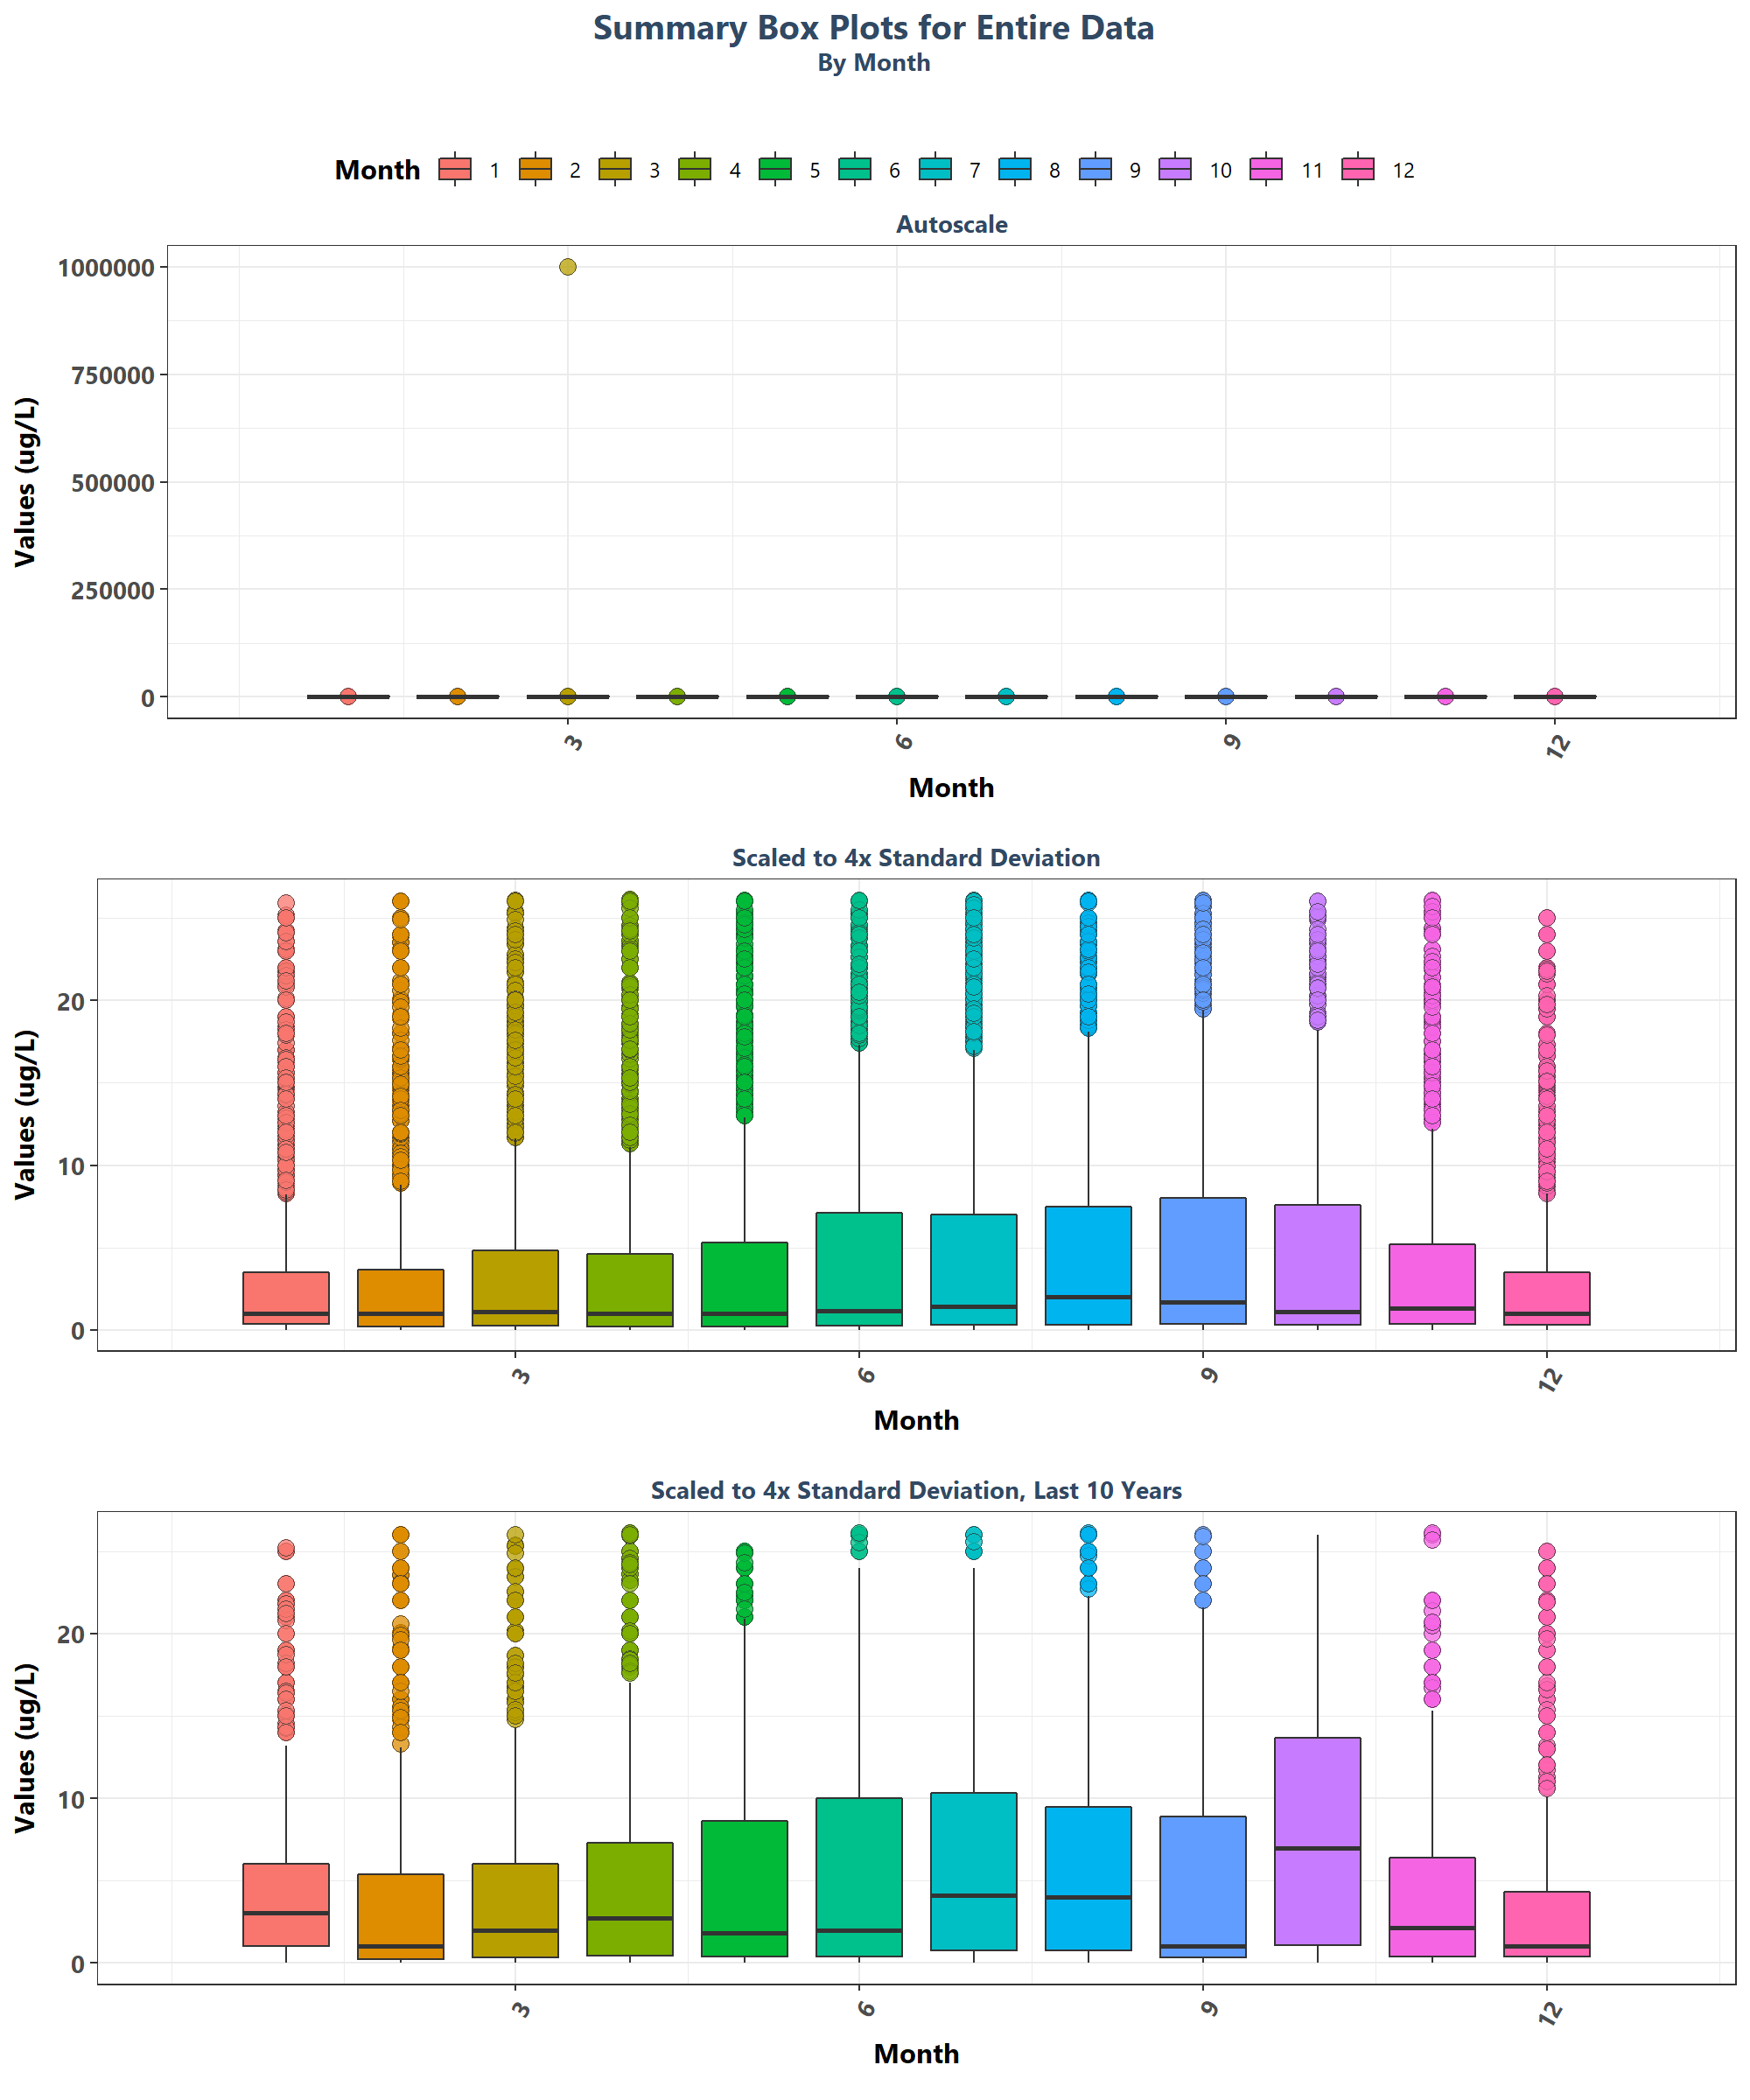 Summary Box Plots for Entire Data
By Month
Month 1 2 3 4 5 6 7 8 9 10 11 12
Autoscale
Values (ug/L)
1000000
750000
500000
250000
0
3 6 9 12
Month
Scaled to 4x Standard Deviation
Values (ug/L)
20
10
0
3 6 9 12
Month
Scaled to 4x Standard Deviation, Last 10 Years
Values (ug/L)
20
10
0
3 6 9 12
Month